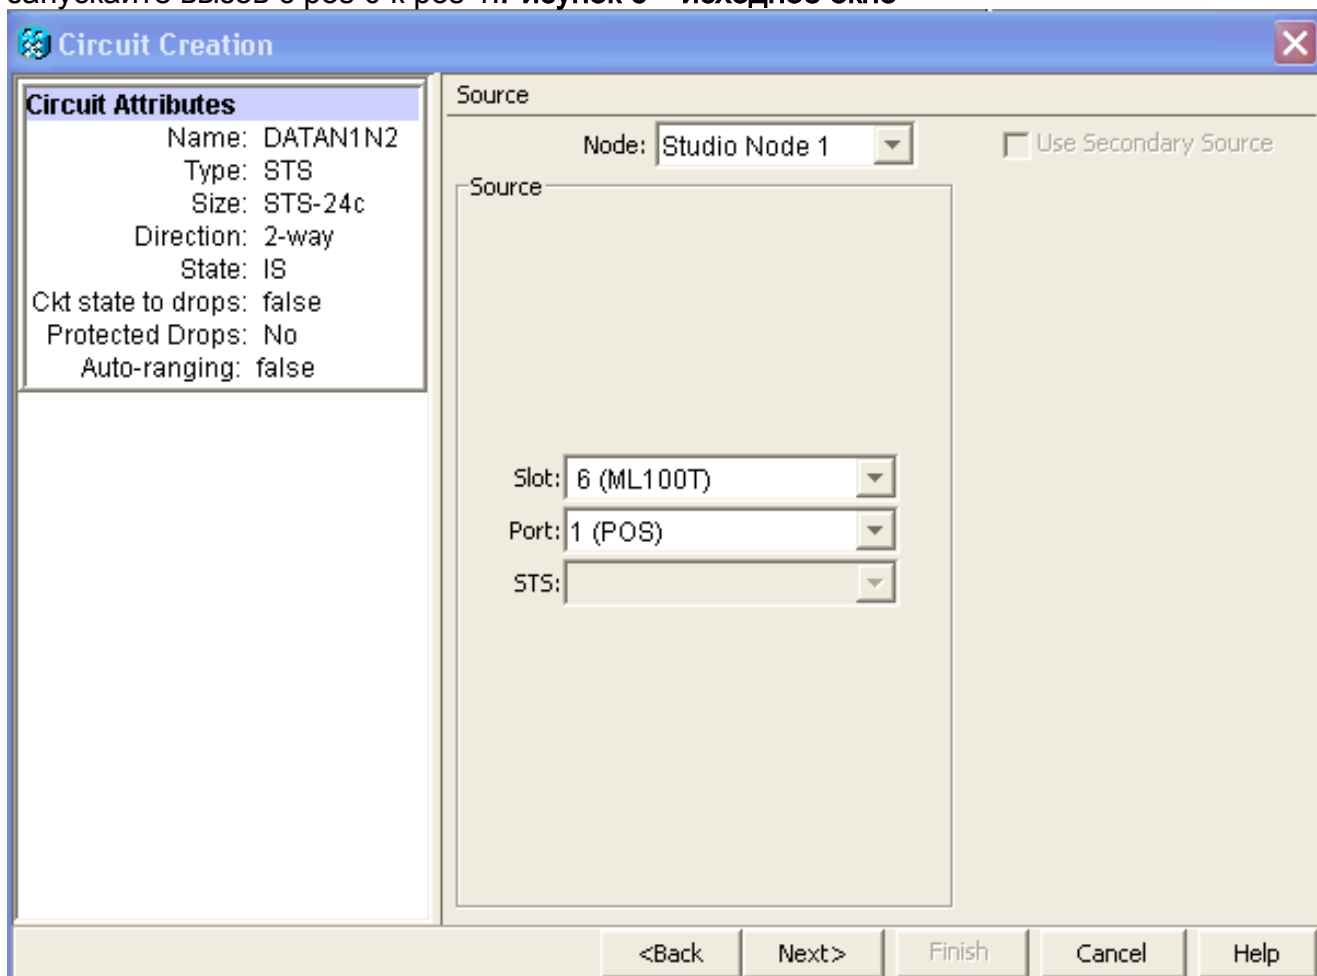 Circuit Creation
Circuit Attributes
Name: DATAN1N2
Type: STS
Size: STS-24c
Direction: 2-way
State: IS
Ckt state to drops: false
Protected Drops: No
Auto-ranging: false
Source
Node: Studio Node 1
Use Secondary Source
Source
Slot: 6 (ML100T)
Port: 1 (POS)
STS:
<Back
Next>
Finish
Cancel
Help